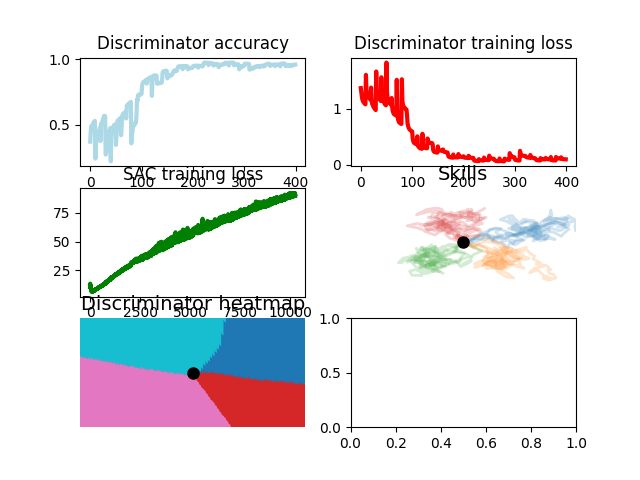 Discriminator accuracy
Discriminator training loss
1.0
0.5
1
0
0 100 200 300 400
0 100 200 300 400
SAC training loss
Skills
75
50
25
0 2500 5000 7500 10000
Discriminator heatmap
1.0
0.5
0.0
0.0 0.2 0.4 0.6 0.8 1.0